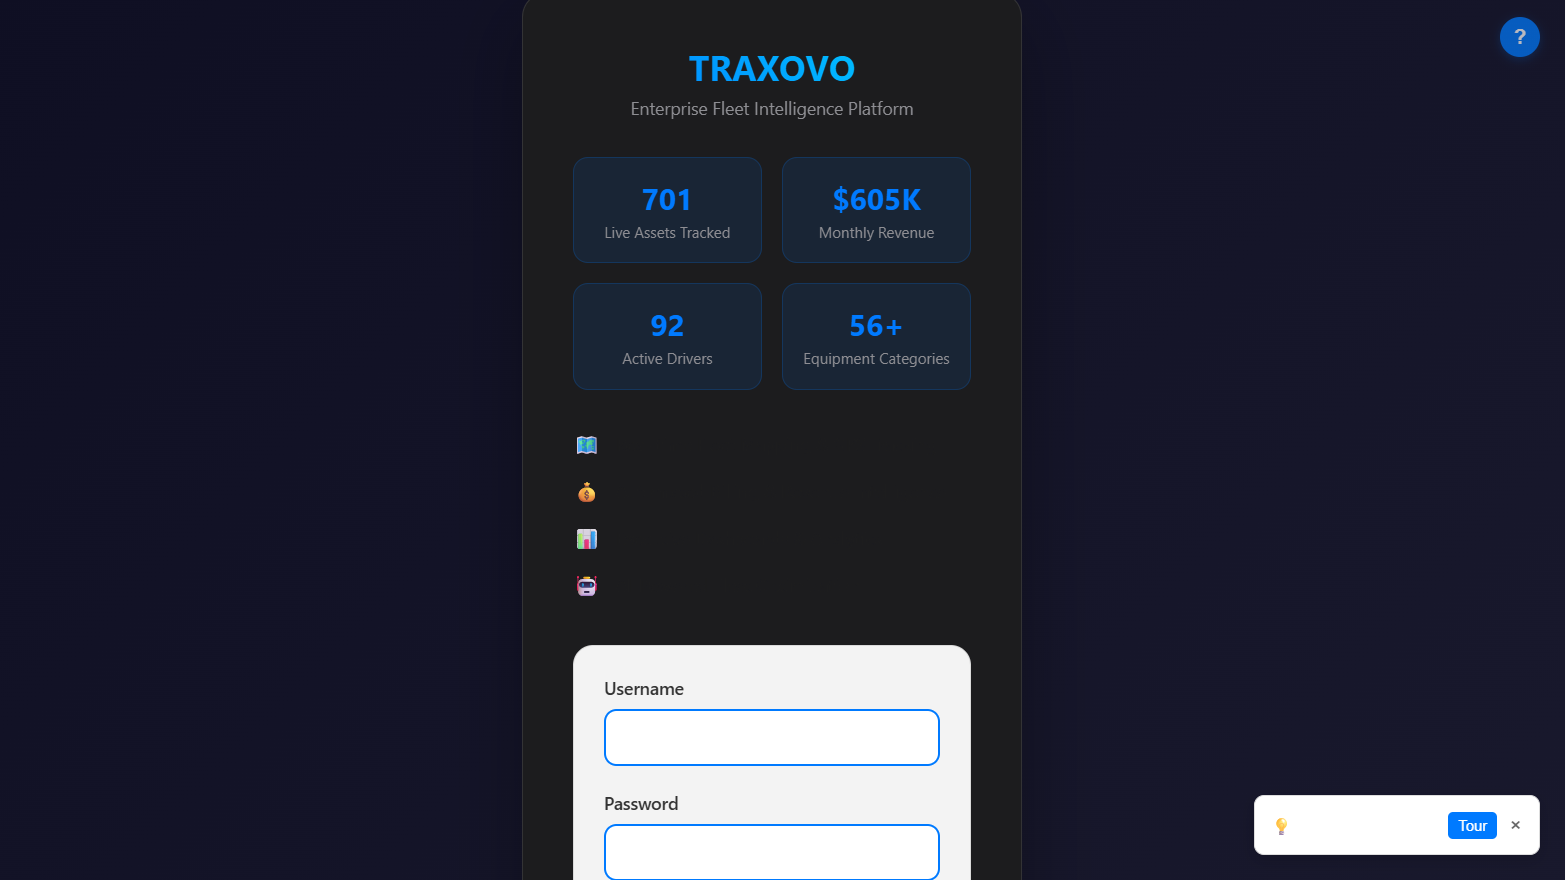 ?
TRAXOVO
Enterprise Fleet Intelligence Platform
701
Live Assets Tracked
$605K
Monthly Revenue
92
Active Drivers
56+
Equipment Categories
Username
Password
Tour ×